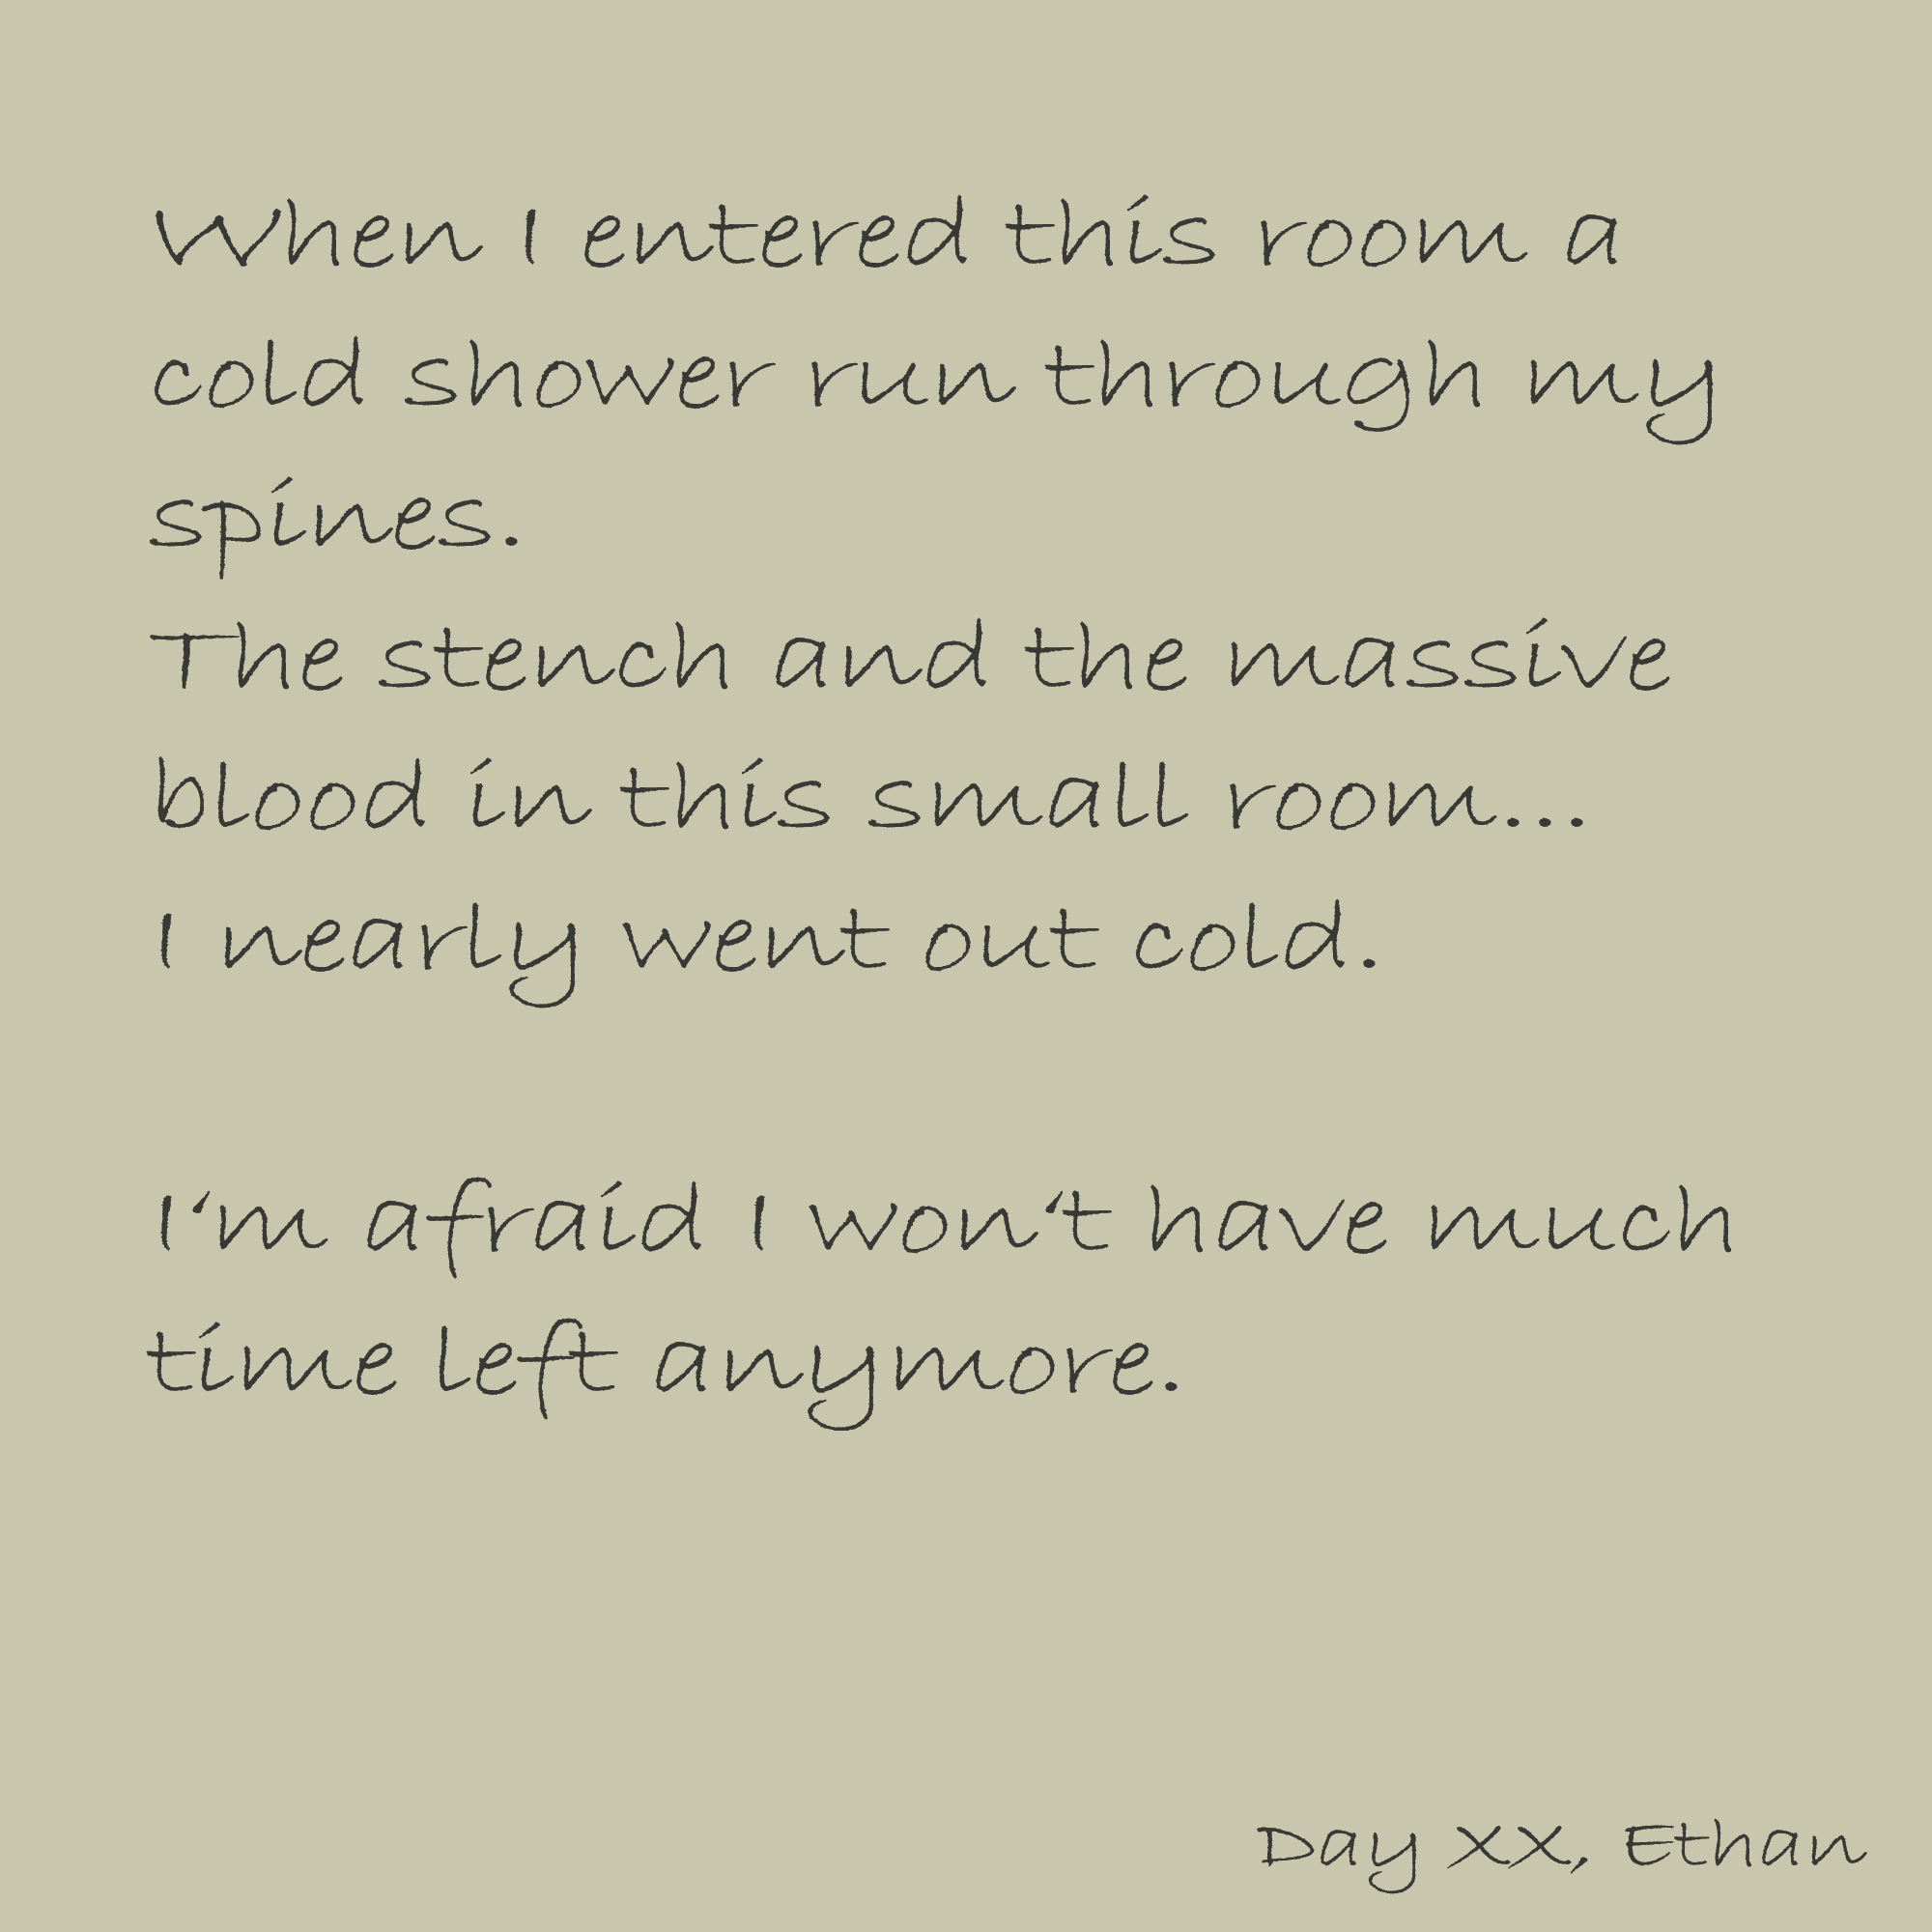 When I entered this room a
cold shower run through my
spines.
The stench and the massive
blood in this small room...
I nearly went out cold.
I‘m afraid I won‘t have much
time left anymore.
Day XX, Ethan